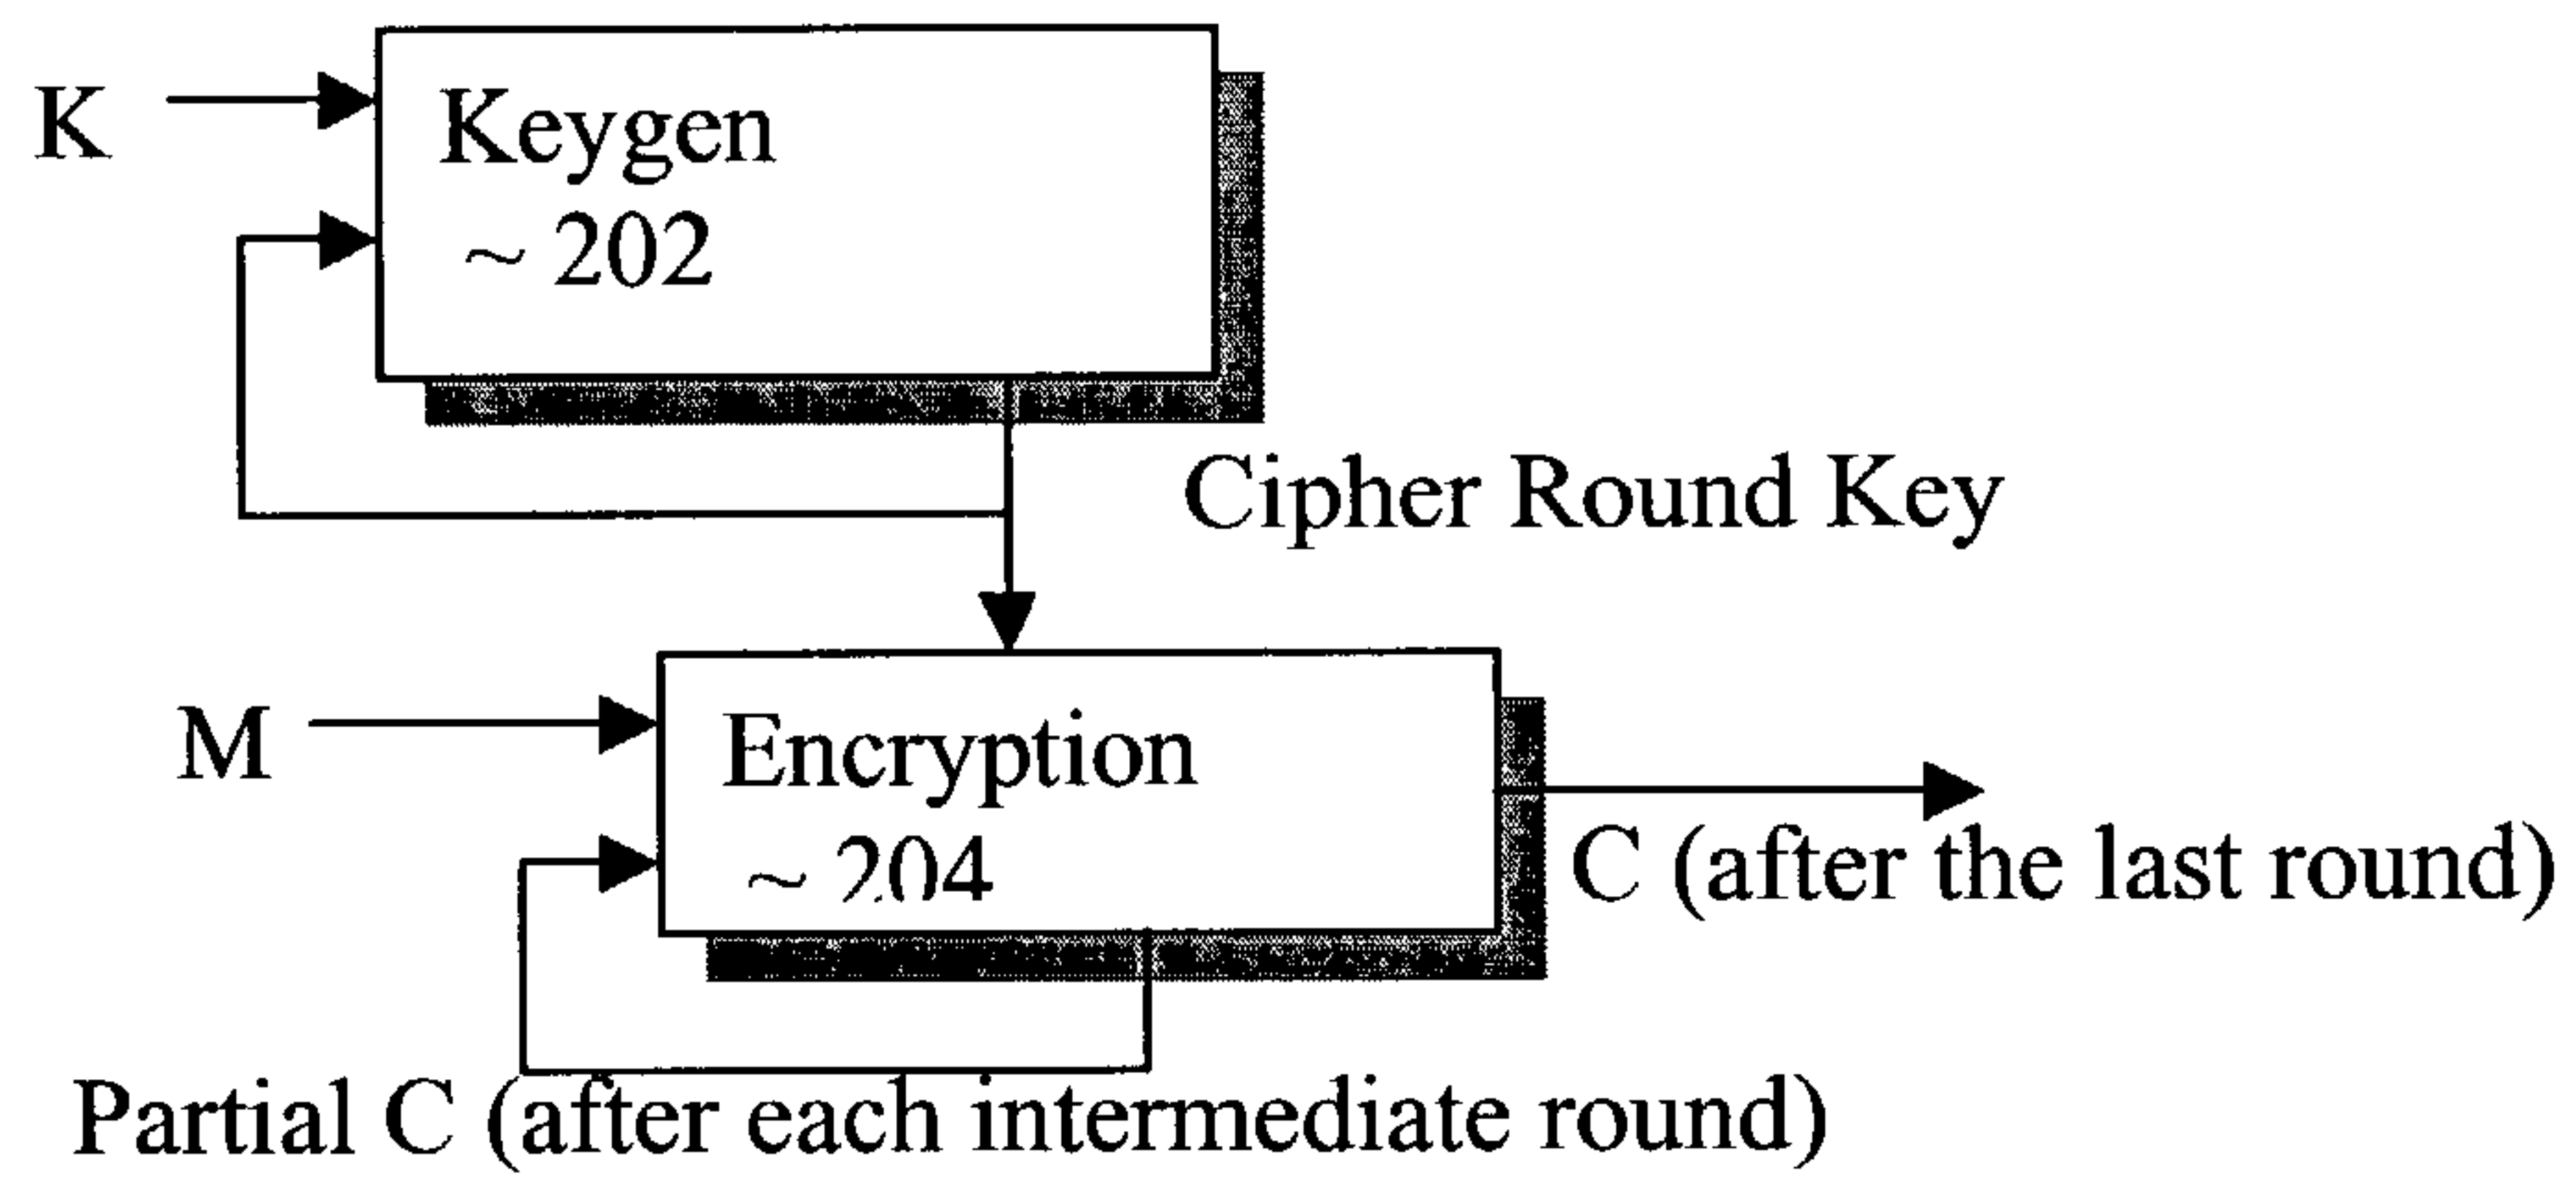 K
Keygen
~ 202
Cipher Round Key
M
Encryption
~ 204
C (after the last round)
Partial C (after each intermediate round)